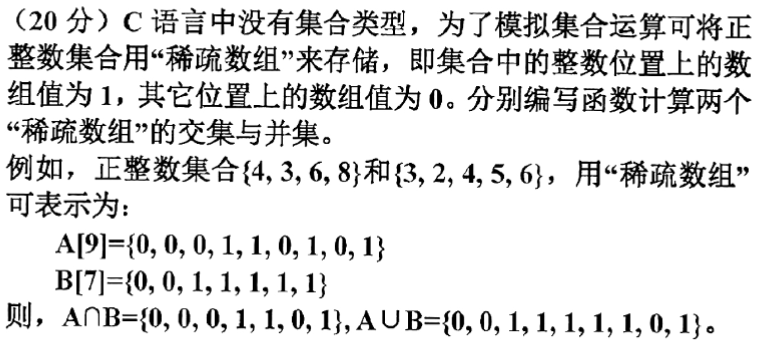 （20 分）C 语言中没有集合类型，为了模拟集合运算可将正
整数集合用“稀疏数组”来存储，即集合中的整数位置上的数
组值为 1，其它位置上的数组值为 0。分别编写函数计算两个
“稀疏数组”的交集与并集。
例如，正整数集合{4, 3, 6, 8}和{3, 2, 4, 5, 6}，用“稀疏数组”
可表示为：
A[9]={0, 0, 0, 1, 1, 0, 1, 0, 1}
B[7]={0, 0, 1, 1, 1, 1, 1}
则，A∩B={0, 0, 0, 1, 1, 0, 1}, A∪B={0, 0, 1, 1, 1, 1, 1, 0, 1}。